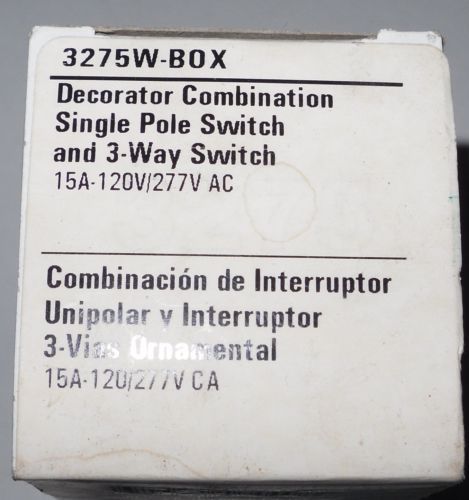 3275W-BOX
Decorator Combination
Single Pole Switch
and 3-Way Switch
15A-120V/277V AC
Combinación de Interruptor
Unipolar y Interruptor
3-Vias Ornamental
15A-120/277V CA